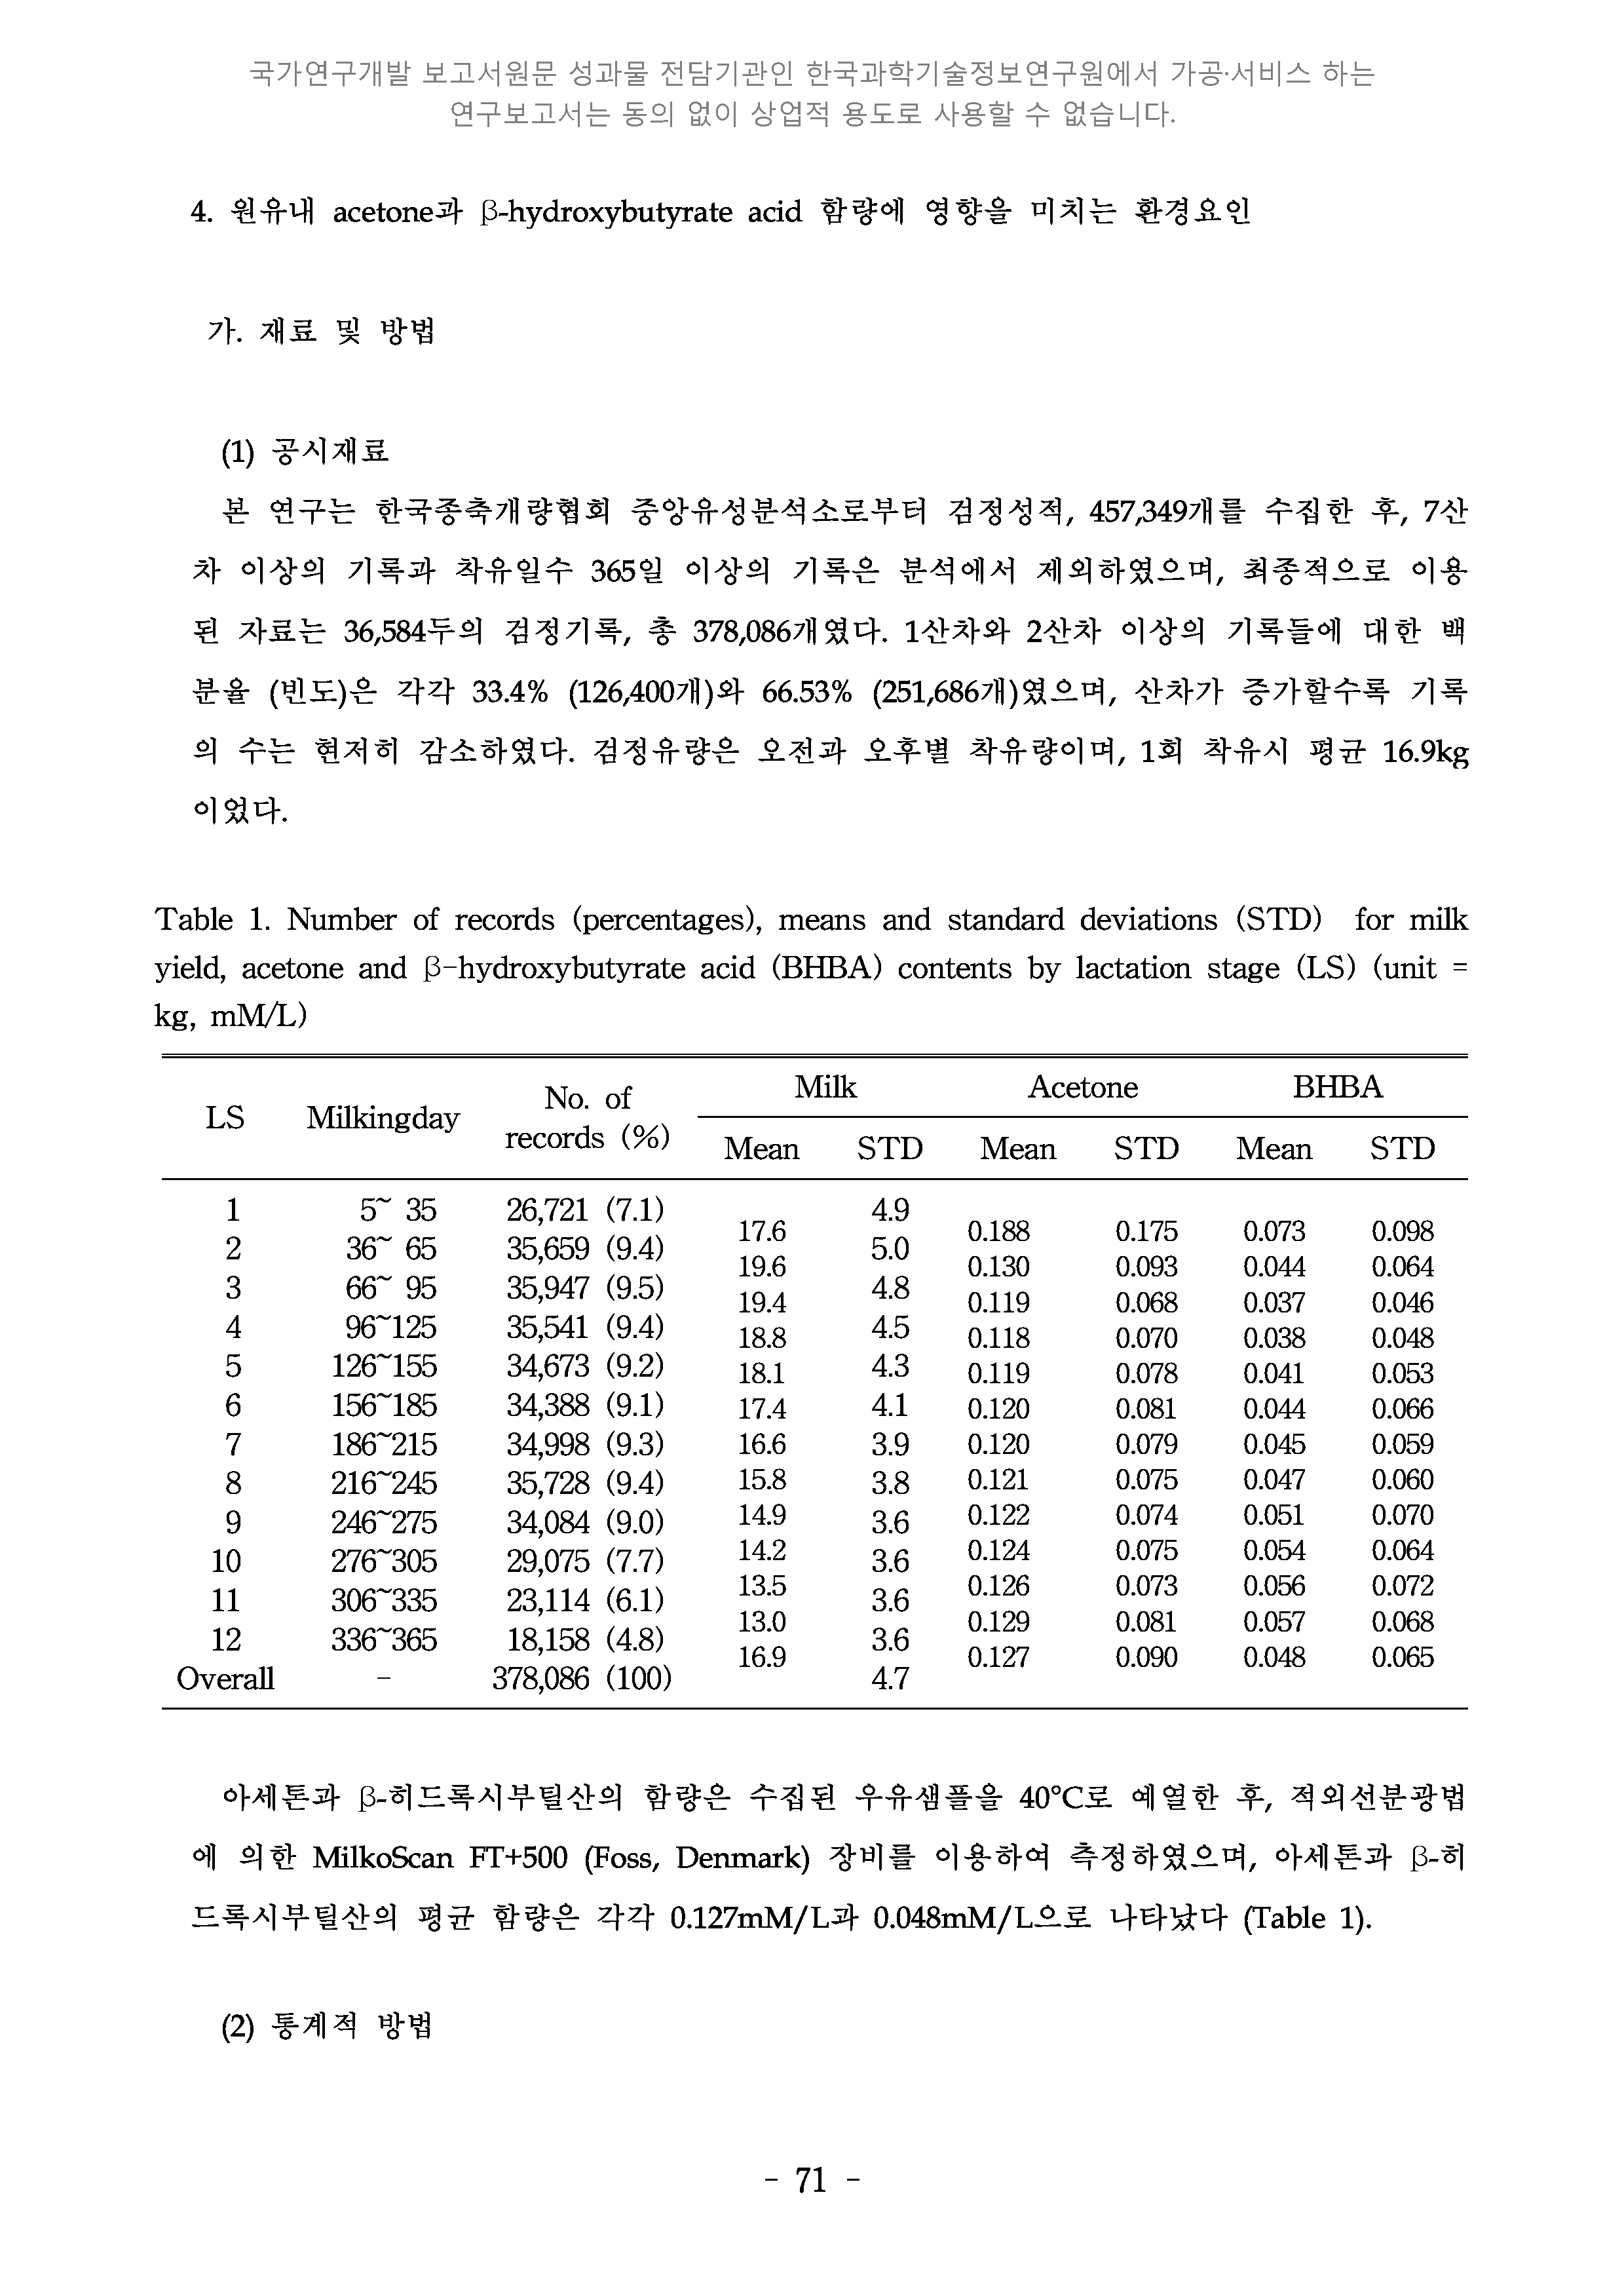 국가연구개발 보고서원문 성과물 전담기관인 한국과학기술정보연구원에서 가공·서비스 하는
연구보고서는 동의 없이 상업적 용도로 사용할 수 없습니다.
4. 원유내 acetone과 β-hydroxybutyrate acid 함량에 영향을 미치는 환경요인
가. 재료 및 방법
(1) 공시재료
본 연구는 한국종축개량협회 중앙유성분석소로부터 검정성적, 457,349개를 수집한 후, 7산
차 이상의 기록과 착유일수 365일 이상의 기록은 분석에서 제외하였으며, 최종적으로 이용
된 자료는 36,584두의 검정기록, 총 378,086개였다. 1산차와 2산차 이상의 기록들에 대한 백
분율 (빈도)은 각각 33.4% (126,400개)와 66.53% (251,686개)였으며, 산차가 증가할수록 기록
의 수는 현저히 감소하였다. 검정유량은 오전과 오후별 착유량이며, 1회 착유시 평균 16.9kg
이었다.
Table 1. Number of records (percentages), means and standard deviations (STD) for milk
yield, acetone and β-hydroxybutyrate acid (BHBA) contents by lactation stage (LS) (unit =
kg, mM/L)
LS Milkingday No. of records (%) Milk Acetone BHBA
Mean STD Mean STD Mean STD
1 5~ 35 26,721 (7.1) 17.6 4.9 0.188 0.175 0.073 0.098
2 36~ 65 35,659 (9.4) 19.6 5.0 0.130 0.093 0.044 0.064
3 66~ 95 35,947 (9.5) 19.4 4.8 0.119 0.068 0.037 0.046
4 96~125 35,541 (9.4) 18.8 4.5 0.118 0.070 0.038 0.048
5 126~155 34,673 (9.2) 18.1 4.3 0.119 0.078 0.041 0.053
6 156~185 34,388 (9.1) 17.4 4.1 0.120 0.081 0.044 0.066
7 186~215 34,998 (9.3) 16.6 3.9 0.120 0.079 0.045 0.059
8 216~245 35,728 (9.4) 15.8 3.8 0.121 0.075 0.047 0.060
9 246~275 34,084 (9.0) 14.9 3.6 0.122 0.074 0.051 0.070
10 276~305 29,075 (7.7) 14.2 3.6 0.124 0.075 0.054 0.064
11 306~335 23,114 (6.1) 13.5 3.6 0.126 0.073 0.056 0.072
12 336~365 18,158 (4.8) 13.0 3.6 0.129 0.081 0.057 0.068
Overall - 378,086 (100) 16.9 4.7 0.127 0.090 0.048 0.065
아세톤과 β-히드록시부틸산의 함량은 수집된 우유샘플을 40℃로 예열한 후, 적외선분광법
에 의한 MilkoScan FT+500 (Foss, Denmark) 장비를 이용하여 측정하였으며, 아세톤과 β-히
드록시부틸산의 평균 함량은 각각 0.127mM/L과 0.048mM/L으로 나타났다 (Table 1).
(2) 통계적 방법
- 71 -